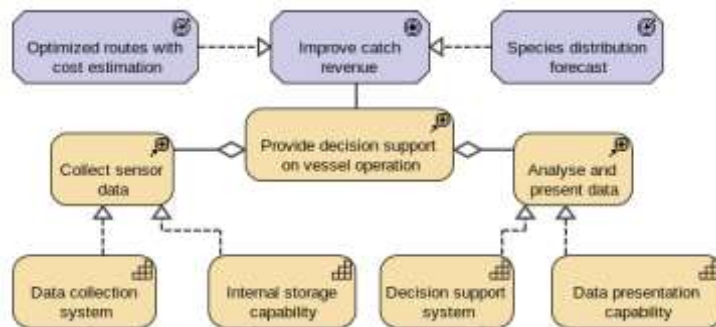 Optimized routes with
cost estimation
Improve catch
revenue
Species distribution
forecast
Provide decision support
on vessel operation
Collect sensor
data
Analyse and
present data
Data collection
system
Internal storage
capability
Decision support
system
Data presentation
capability